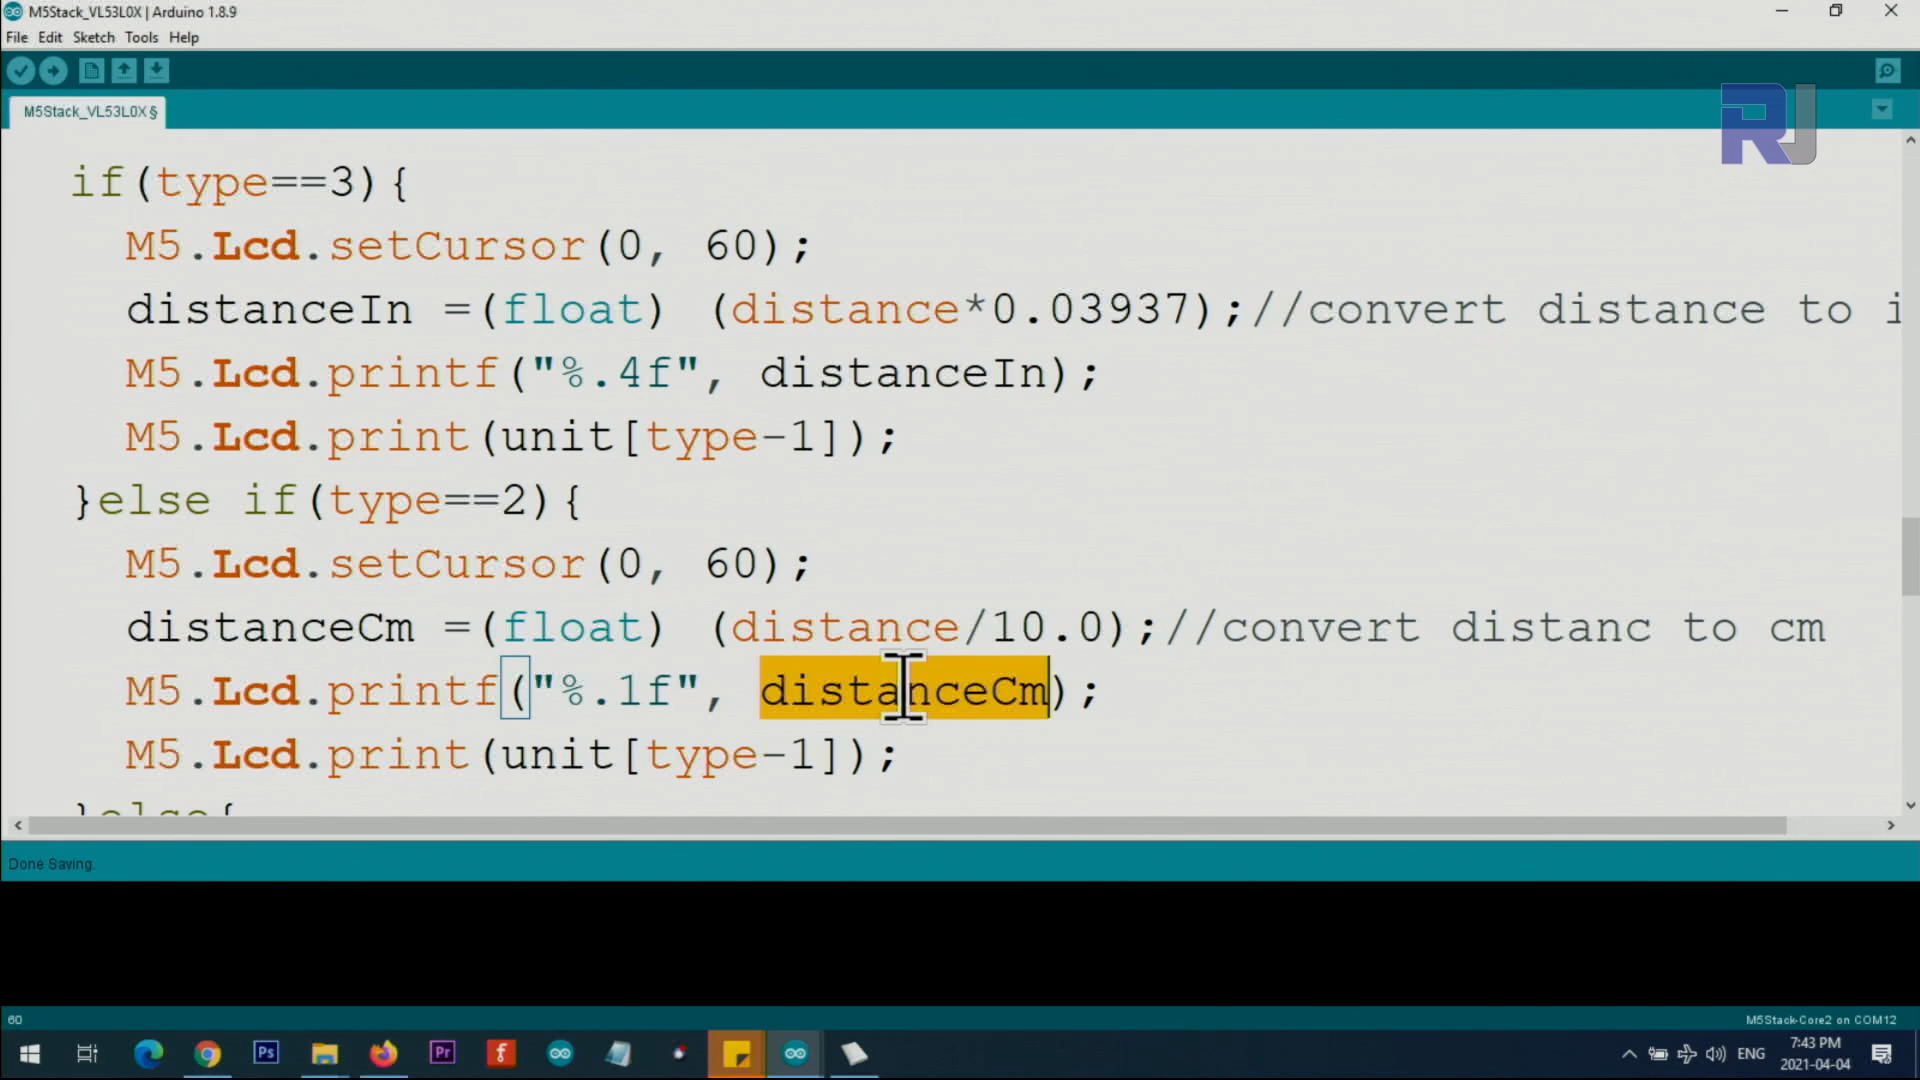 M5Stack_VL53L0X | Arduino 1.8.9
File Edit Sketch Tools Help
M5Stack_VL53L0X§
RJ
if(type==3){
M5.Lcd.setCursor(0, 60);
distanceIn =(float) (distance*0.03937);//convert distance to i
M5.Lcd.printf("%.4f", distanceIn);
M5.Lcd.print(unit[type-1]);
}else if(type==2){
M5.Lcd.setCursor(0, 60);
distanceCm =(float) (distance/10.0);//convert distanc to cm
M5.Lcd.printf("%.1f", distanceCm);
M5.Lcd.print(unit[type-1]);
}else{
Done Saving.
60
M5Stack-Core2 on COM12
Ps
Pr
f
ENG
7:43 PM
2021-04-04